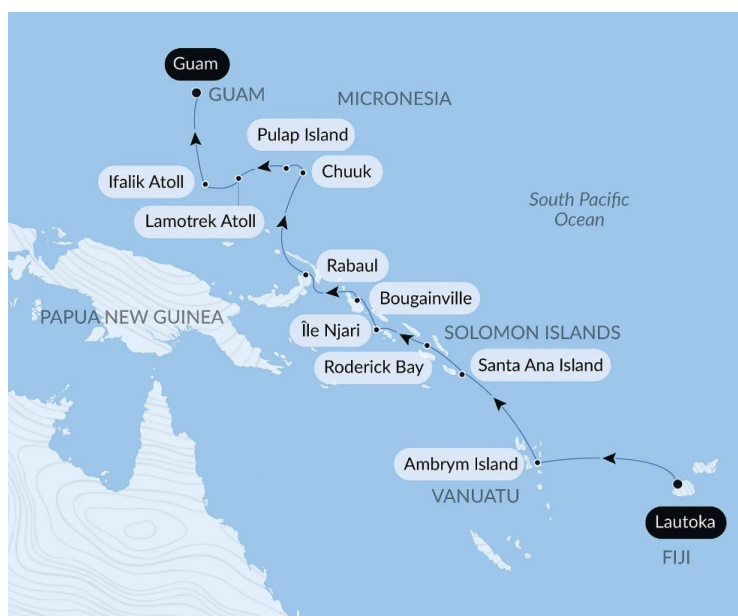 Guam
GUAM
MICRONESIA
Pulap Island
Chuuk
Ifalik Atoll
Lamotrek Atoll
South Pacific
Ocean
Rabaul
Bougainville
PAPUA NEW GUINEA
Île Njari
SOLOMON ISLANDS
Roderick Bay
Santa Ana Island
Ambrym Island
VANUATU
Lautoka
FIJI